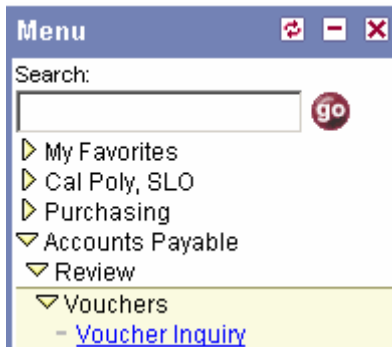 Menu
Search:
go
My Favorites
Cal Poly, SLO
Purchasing
Accounts Payable
Review
Vouchers
Voucher Inquiry